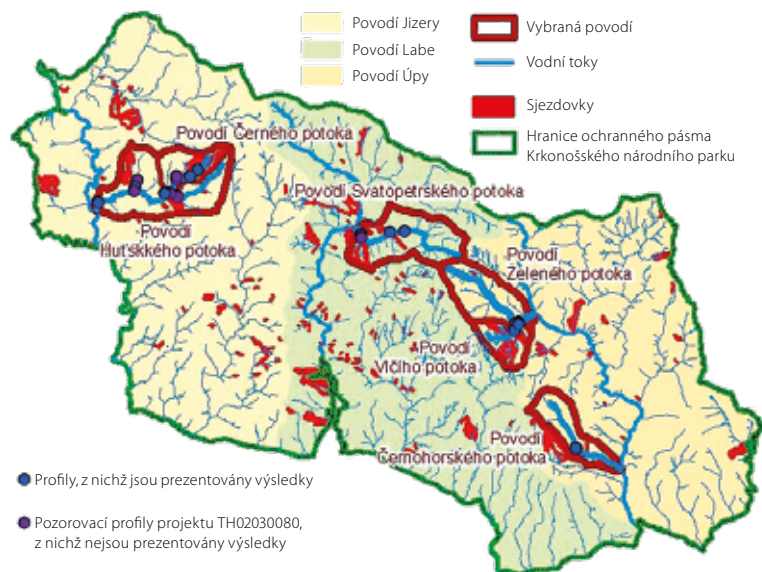 Povodí Jizery
Povodí Labe
Povodí Úpy
Vybraná povodí
Vodní toky
Sjezdovky
Hranice ochranného pásma
Krkonošského národního parku
Povodí Černého potoka
Povodí Svatopetrského potoka
Povodí
Huťskkého potoka
Povodí
Zeleného potoka
Povodí
Vlčího potoka
Povodí
Černohorského potoka
Profily, z nichž jsou prezentovány výsledky
Pozorovací profily projektu TH02030080,
z nichž nejsou prezentovány výsledky